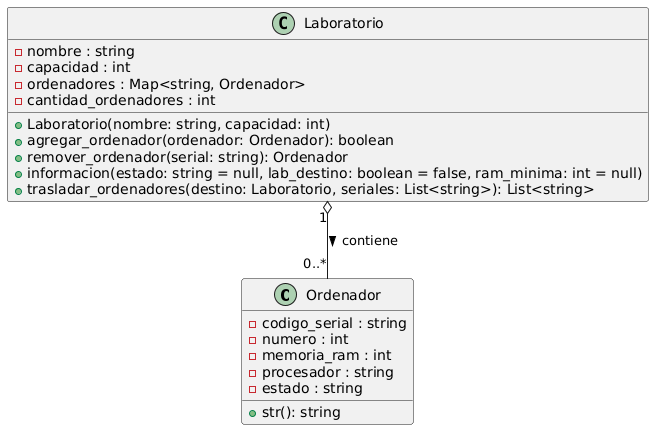 C Laboratorio
nombre : string
capacidad : int
ordenadores : Map<string, Ordenador>
cantidad_ordenadores : int
Laboratorio(nombre: string, capacidad: int)
agregar_ordenador(ordenador: Ordenador): boolean
remover_ordenador(serial: string): Ordenador
informacion(estado: string = null, lab_destino: boolean = false, ram_minima: int = null)
trasladar_ordenadores(destino: Laboratorio, seriales: List<string>): List<string>
1
contiene
0..*
C Ordenador
codigo_serial : string
numero : int
memoria_ram : int
procesador : string
estado : string
str(): string